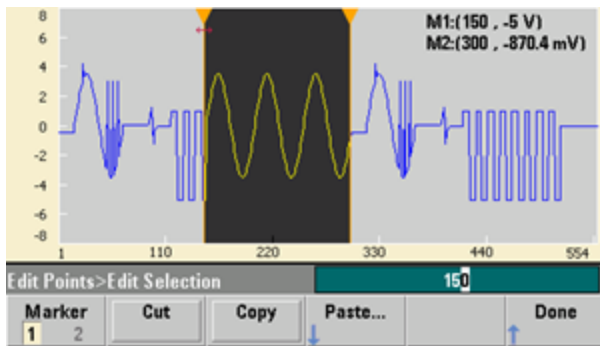 8
M1:(150 , -5 V)
6
M2:(300 , -870.4 mV)
4
2
0
-2
-4
-6
-8
1 110 220 330 440 554
Edit Points>Edit Selection 150
Marker Cut Copy Paste... Done
1 2